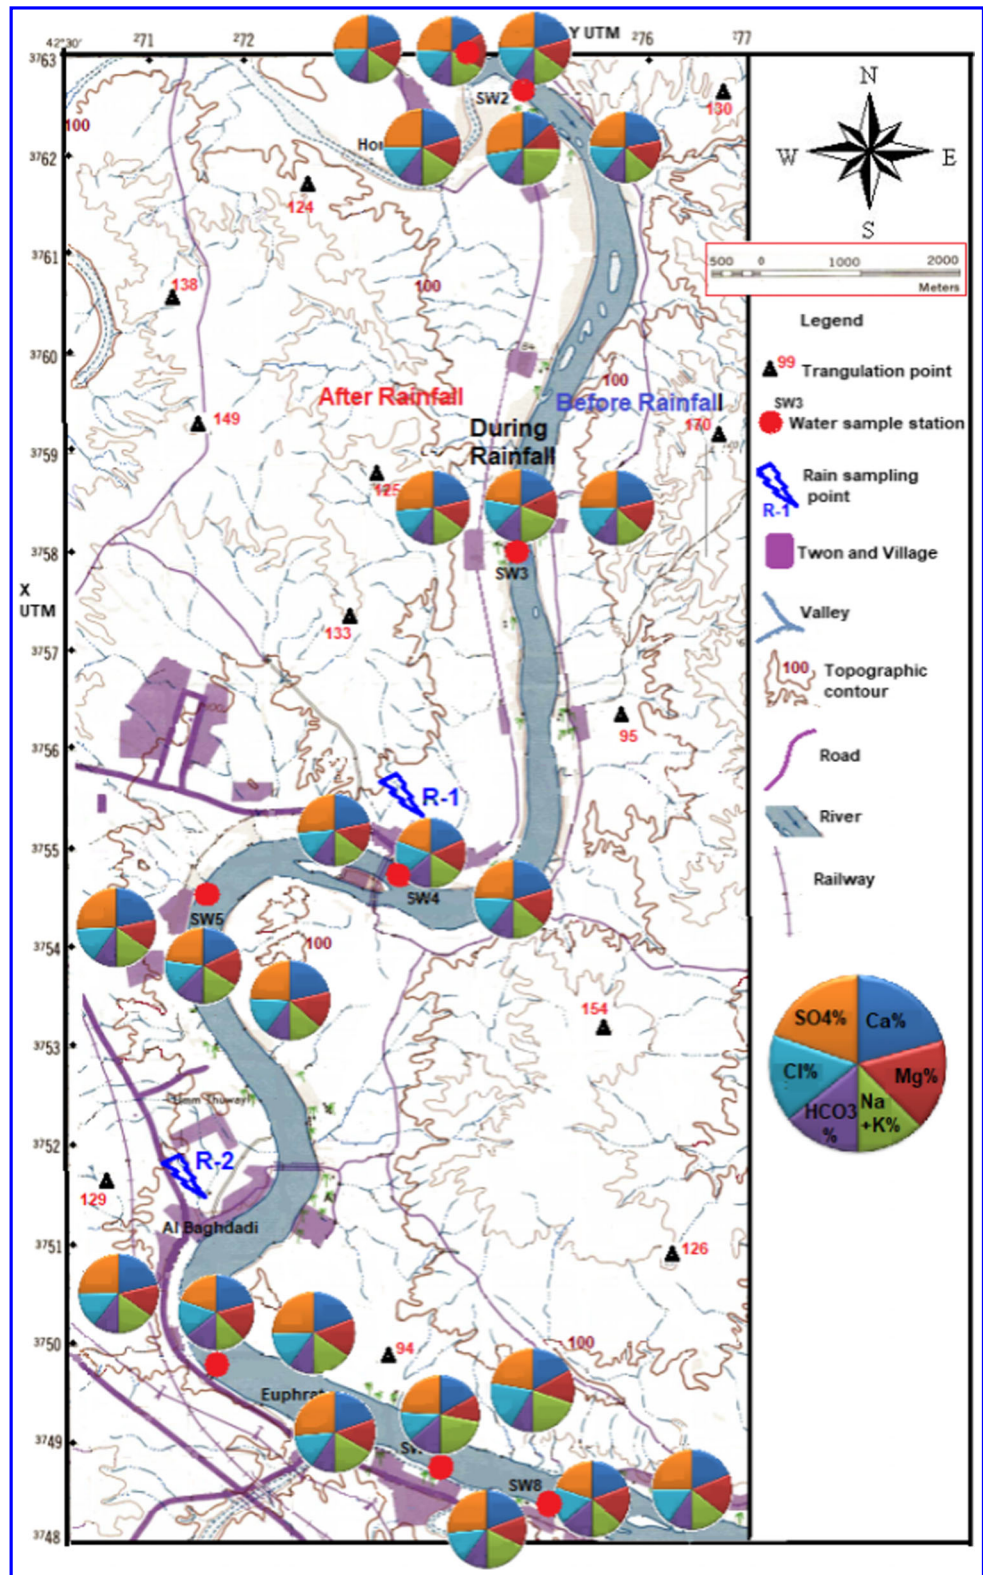 42°30'
271
272
Y UTM
276
277
3763
SW2
130
100
3762
124
3761
138
100
3760
100
After Rainfall
Before Rainfall
149
During
Rainfall
170
3759
125
3758
SW3
X
UTM
133
3757
95
3756
R-1
3755
SW4
SW5
3754
100
154
3753
3752
R-2
129
Al Baghdadi
126
3751
3750
94
100
3749
SW8
3748
N
W
E
S
500 0 1000 2000
Meters
Legend
99 Trangulation point
SW3
Water sample station
Rain sampling
point
R-1
Twon and Village
Valley
100 Topographic
contour
Road
River
Railway
SO4%
Ca%
Cl%
Mg%
HCO3
%
Na
+K%